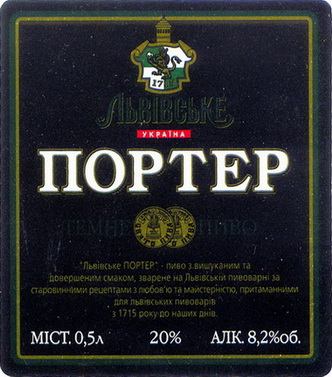 17
ЛЬВІВСЬКЕ
УКРАЇНА
ПОРТЕР
ТЕМНЕ ПИВО
"Львівське ПОРТЕР" - пиво з вишуканим та
довершеним смаком, зварене на Львівській пивоварні за
старовинними рецептами з любов'ю та майстерністю, притаманними
для львівських пивоварів
з 1715 року до наших днів.
МІСТ. 0,5л 20% АЛК. 8,2%об.